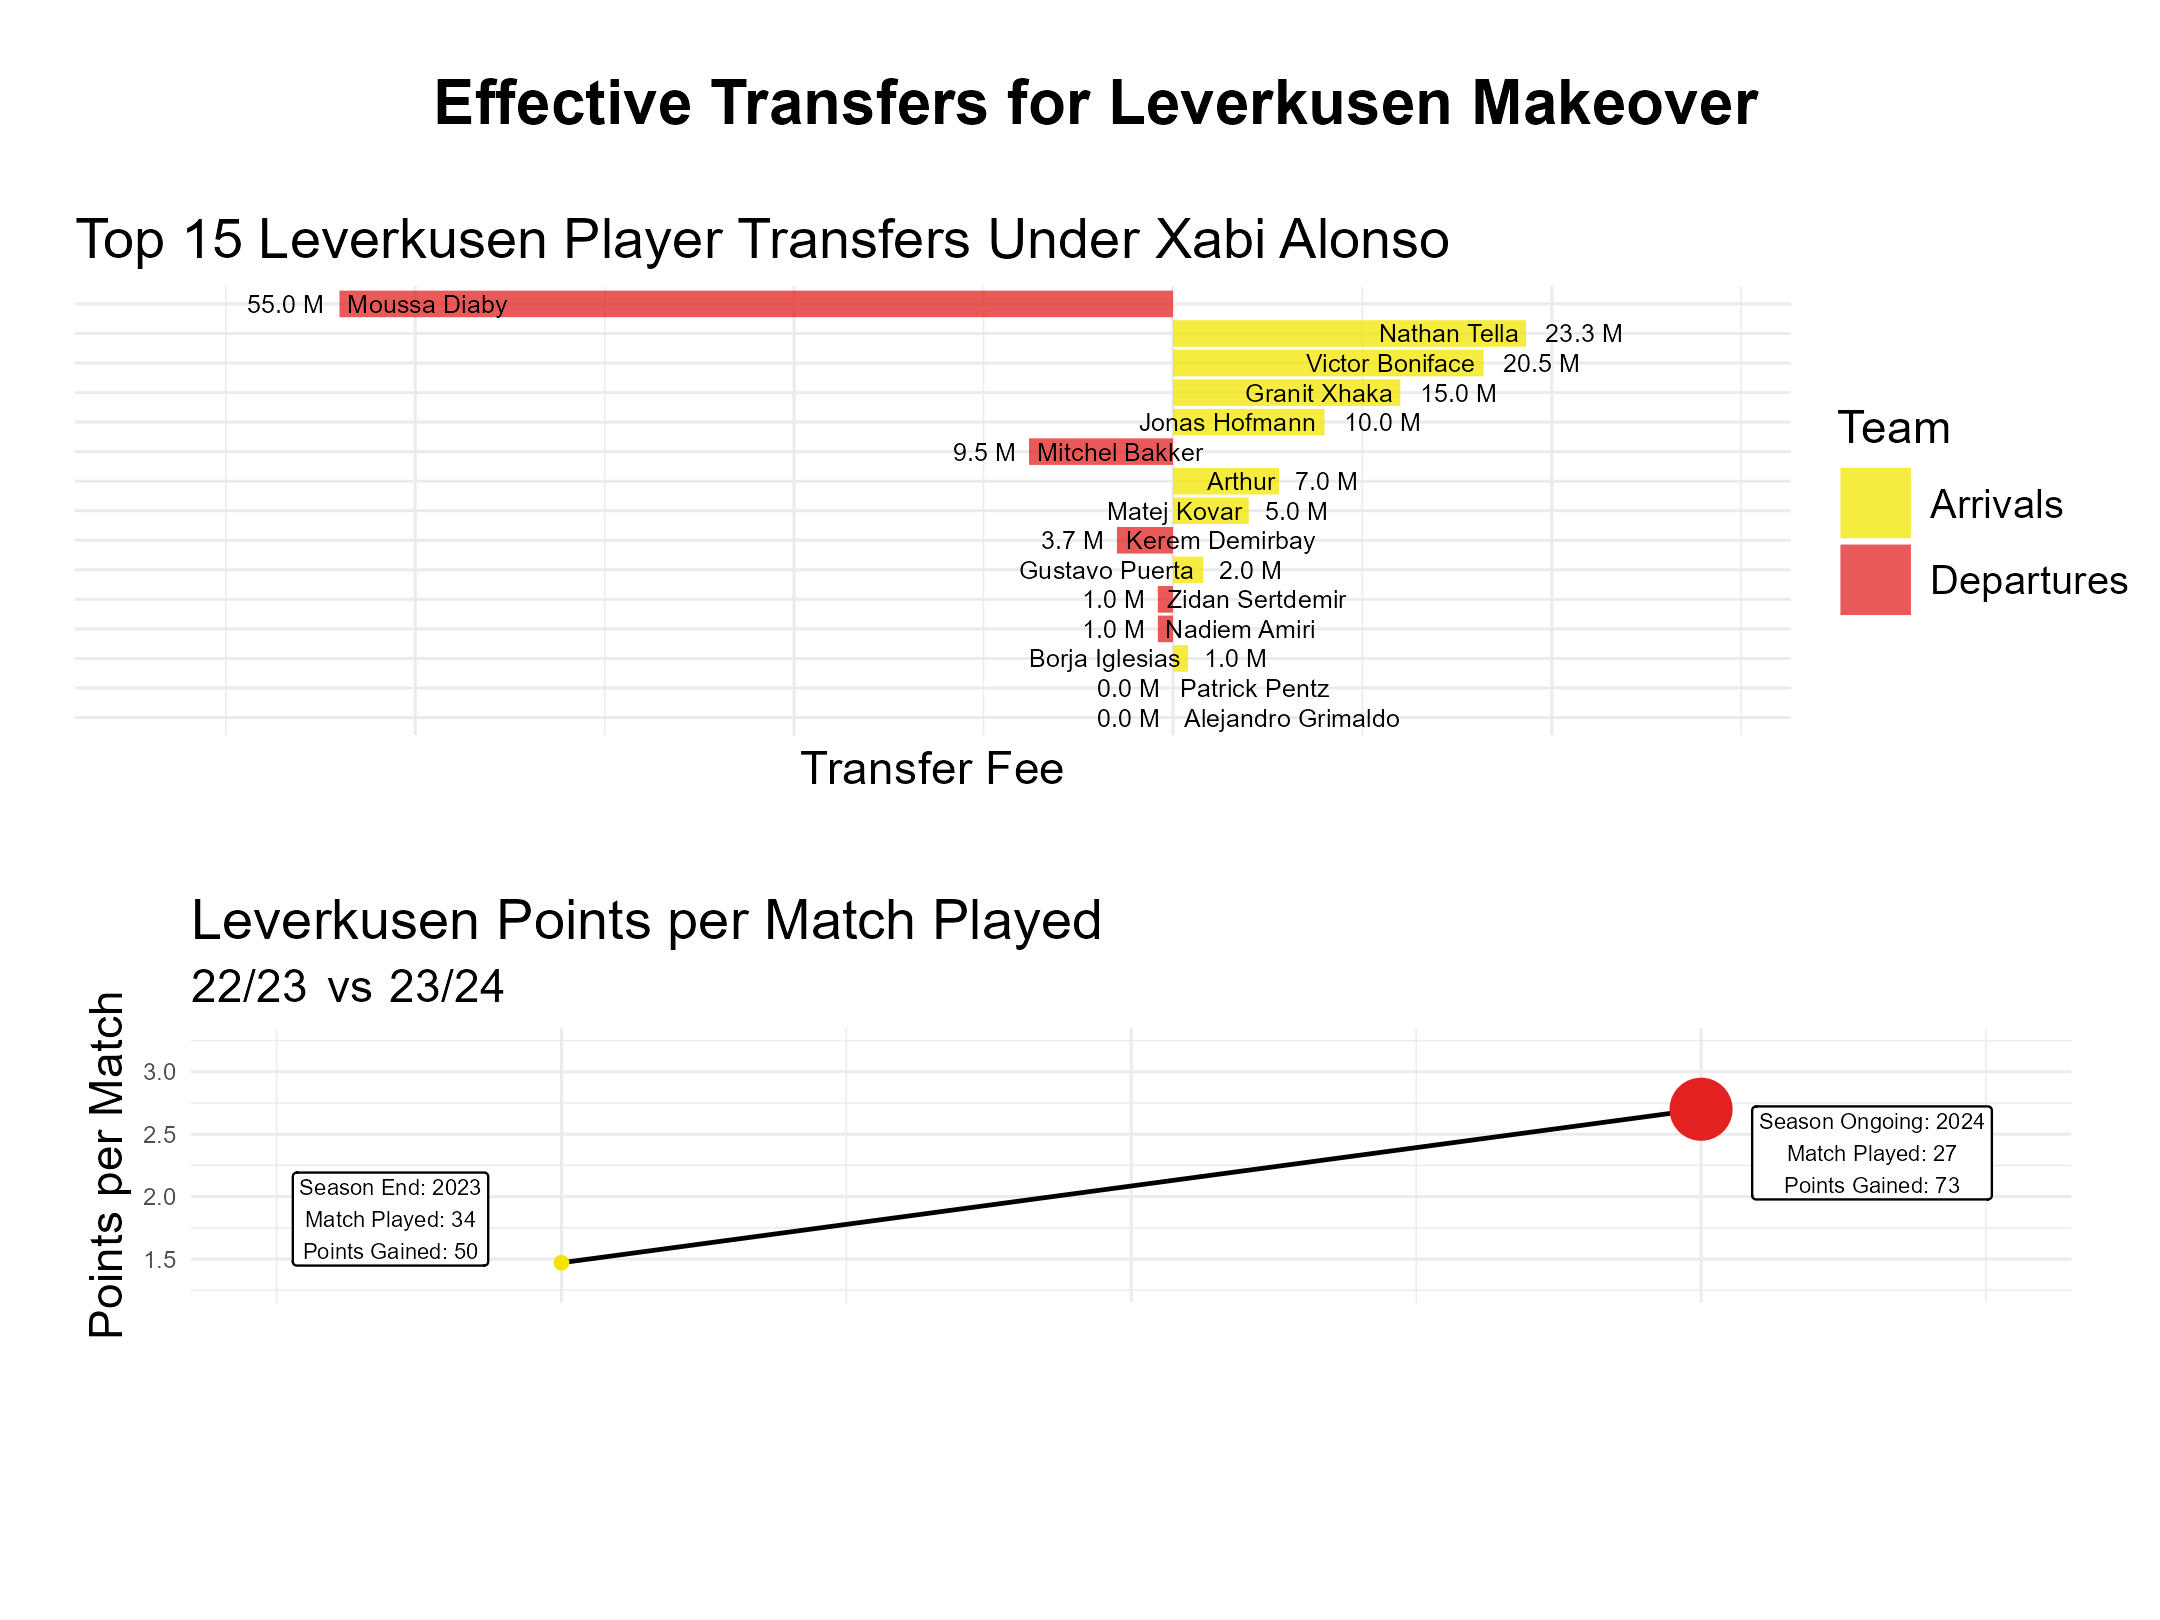 Effective Transfers for Leverkusen Makeover
Top 15 Leverkusen Player Transfers Under Xabi Alonso
55.0 M Moussa Diaby
Nathan Tella 23.3 M
Victor Boniface 20.5 M
Granit Xhaka 15.0 M
Jonas Hofmann 10.0 M
9.5 M Mitchel Bakker
Arthur 7.0 M
Matej Kovar 5.0 M
3.7 M Kerem Demirbay
Gustavo Puerta 2.0 M
1.0 M Zidan Sertdemir
1.0 M Nadiem Amiri
Borja Iglesias 1.0 M
0.0 M Patrick Pentz
0.0 M Alejandro Grimaldo
Transfer Fee
Team
Arrivals
Departures
Leverkusen Points per Match Played
22/23 vs 23/24
Points per Match
3.0
2.5
2.0
1.5
Season End: 2023
Match Played: 34
Points Gained: 50
Season Ongoing: 2024
Match Played: 27
Points Gained: 73